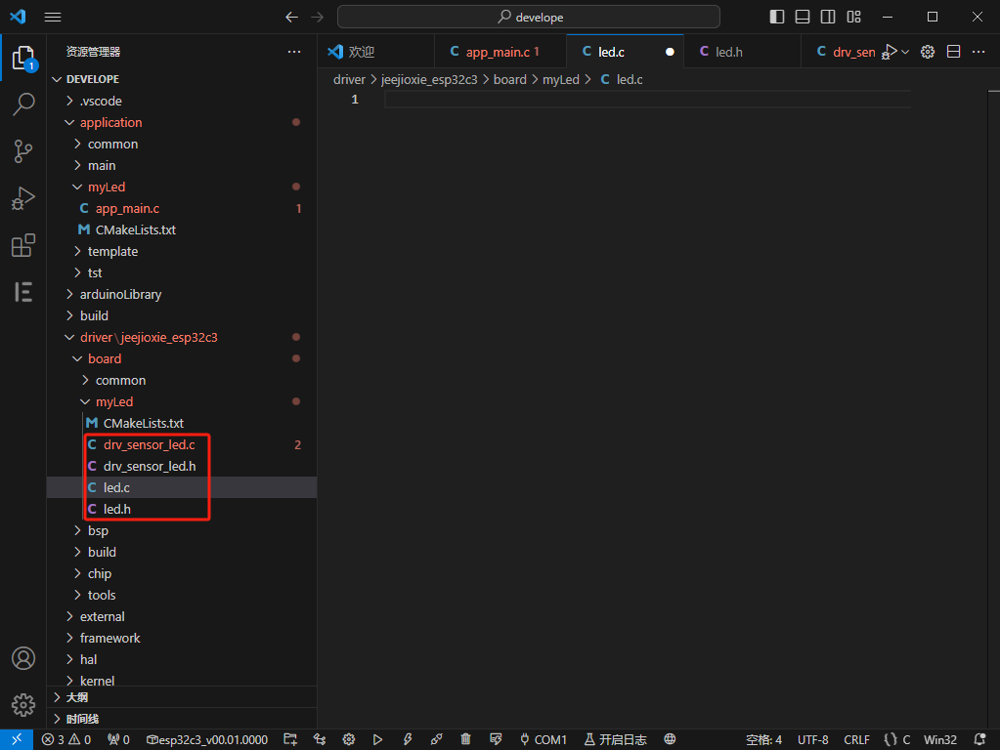 develope
资源管理器
欢迎
app_main.c 1
led.c
led.h
drv_sen
1
DEVELOPE
driver > jeejioxie_esp32c3 > board > myLed > C led.c
.vscode
1
application
common
main
myLed
C app_main.c 1
M CMakeLists.txt
template
tst
arduinoLibrary
build
driver\jeejioxie_esp32c3
board
common
myLed
M CMakeLists.txt
C drv_sensor_led.c 2
C drv_sensor_led.h
C led.c
C led.h
bsp
build
chip
tools
external
framework
hal
kernel
大纲
时间线
3 0 0 esp32c3_v00.01.0000 COM1 开启日志 空格: 4 UTF-8 CRLF {} C Win32